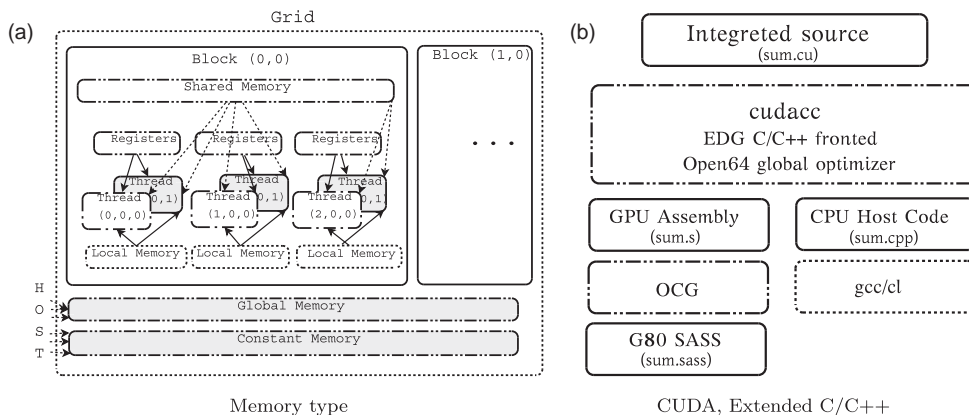 Grid
(a)
Block (0,0)
Block (1,0)
Shared Memory
Registers
Registers
Registers
...
Thread
0,1)
Thread
0,1)
Thread
0,1)
Thread
(0,0,0)
Thread
(1,0,0)
Thread
(2,0,0)
Local Memory
Local Memory
Local Memory
H
O
S
T
Global Memory
Constant Memory
Memory type
(b)
Integreted source
(sum.cu)
cudacc
EDG C/C++ fronted
Open64 global optimizer
GPU Assembly
(sum.s)
CPU Host Code
(sum.cpp)
OCG
gcc/cl
G80 SASS
(sum.sass)
CUDA, Extended C/C++